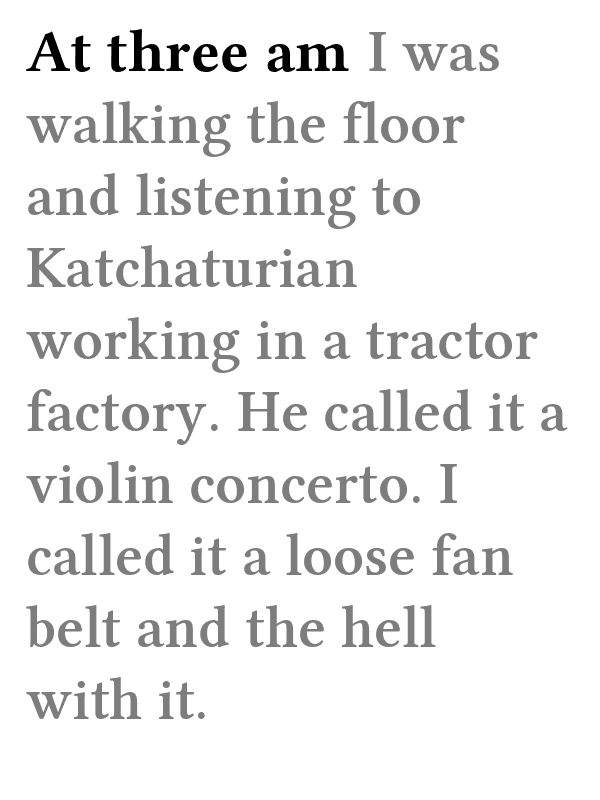 At three am I was
walking the floor
and listening to
Katchaturian
working in a tractor
factory. He called it a
violin concerto. I
called it a loose fan
belt and the hell
with it.